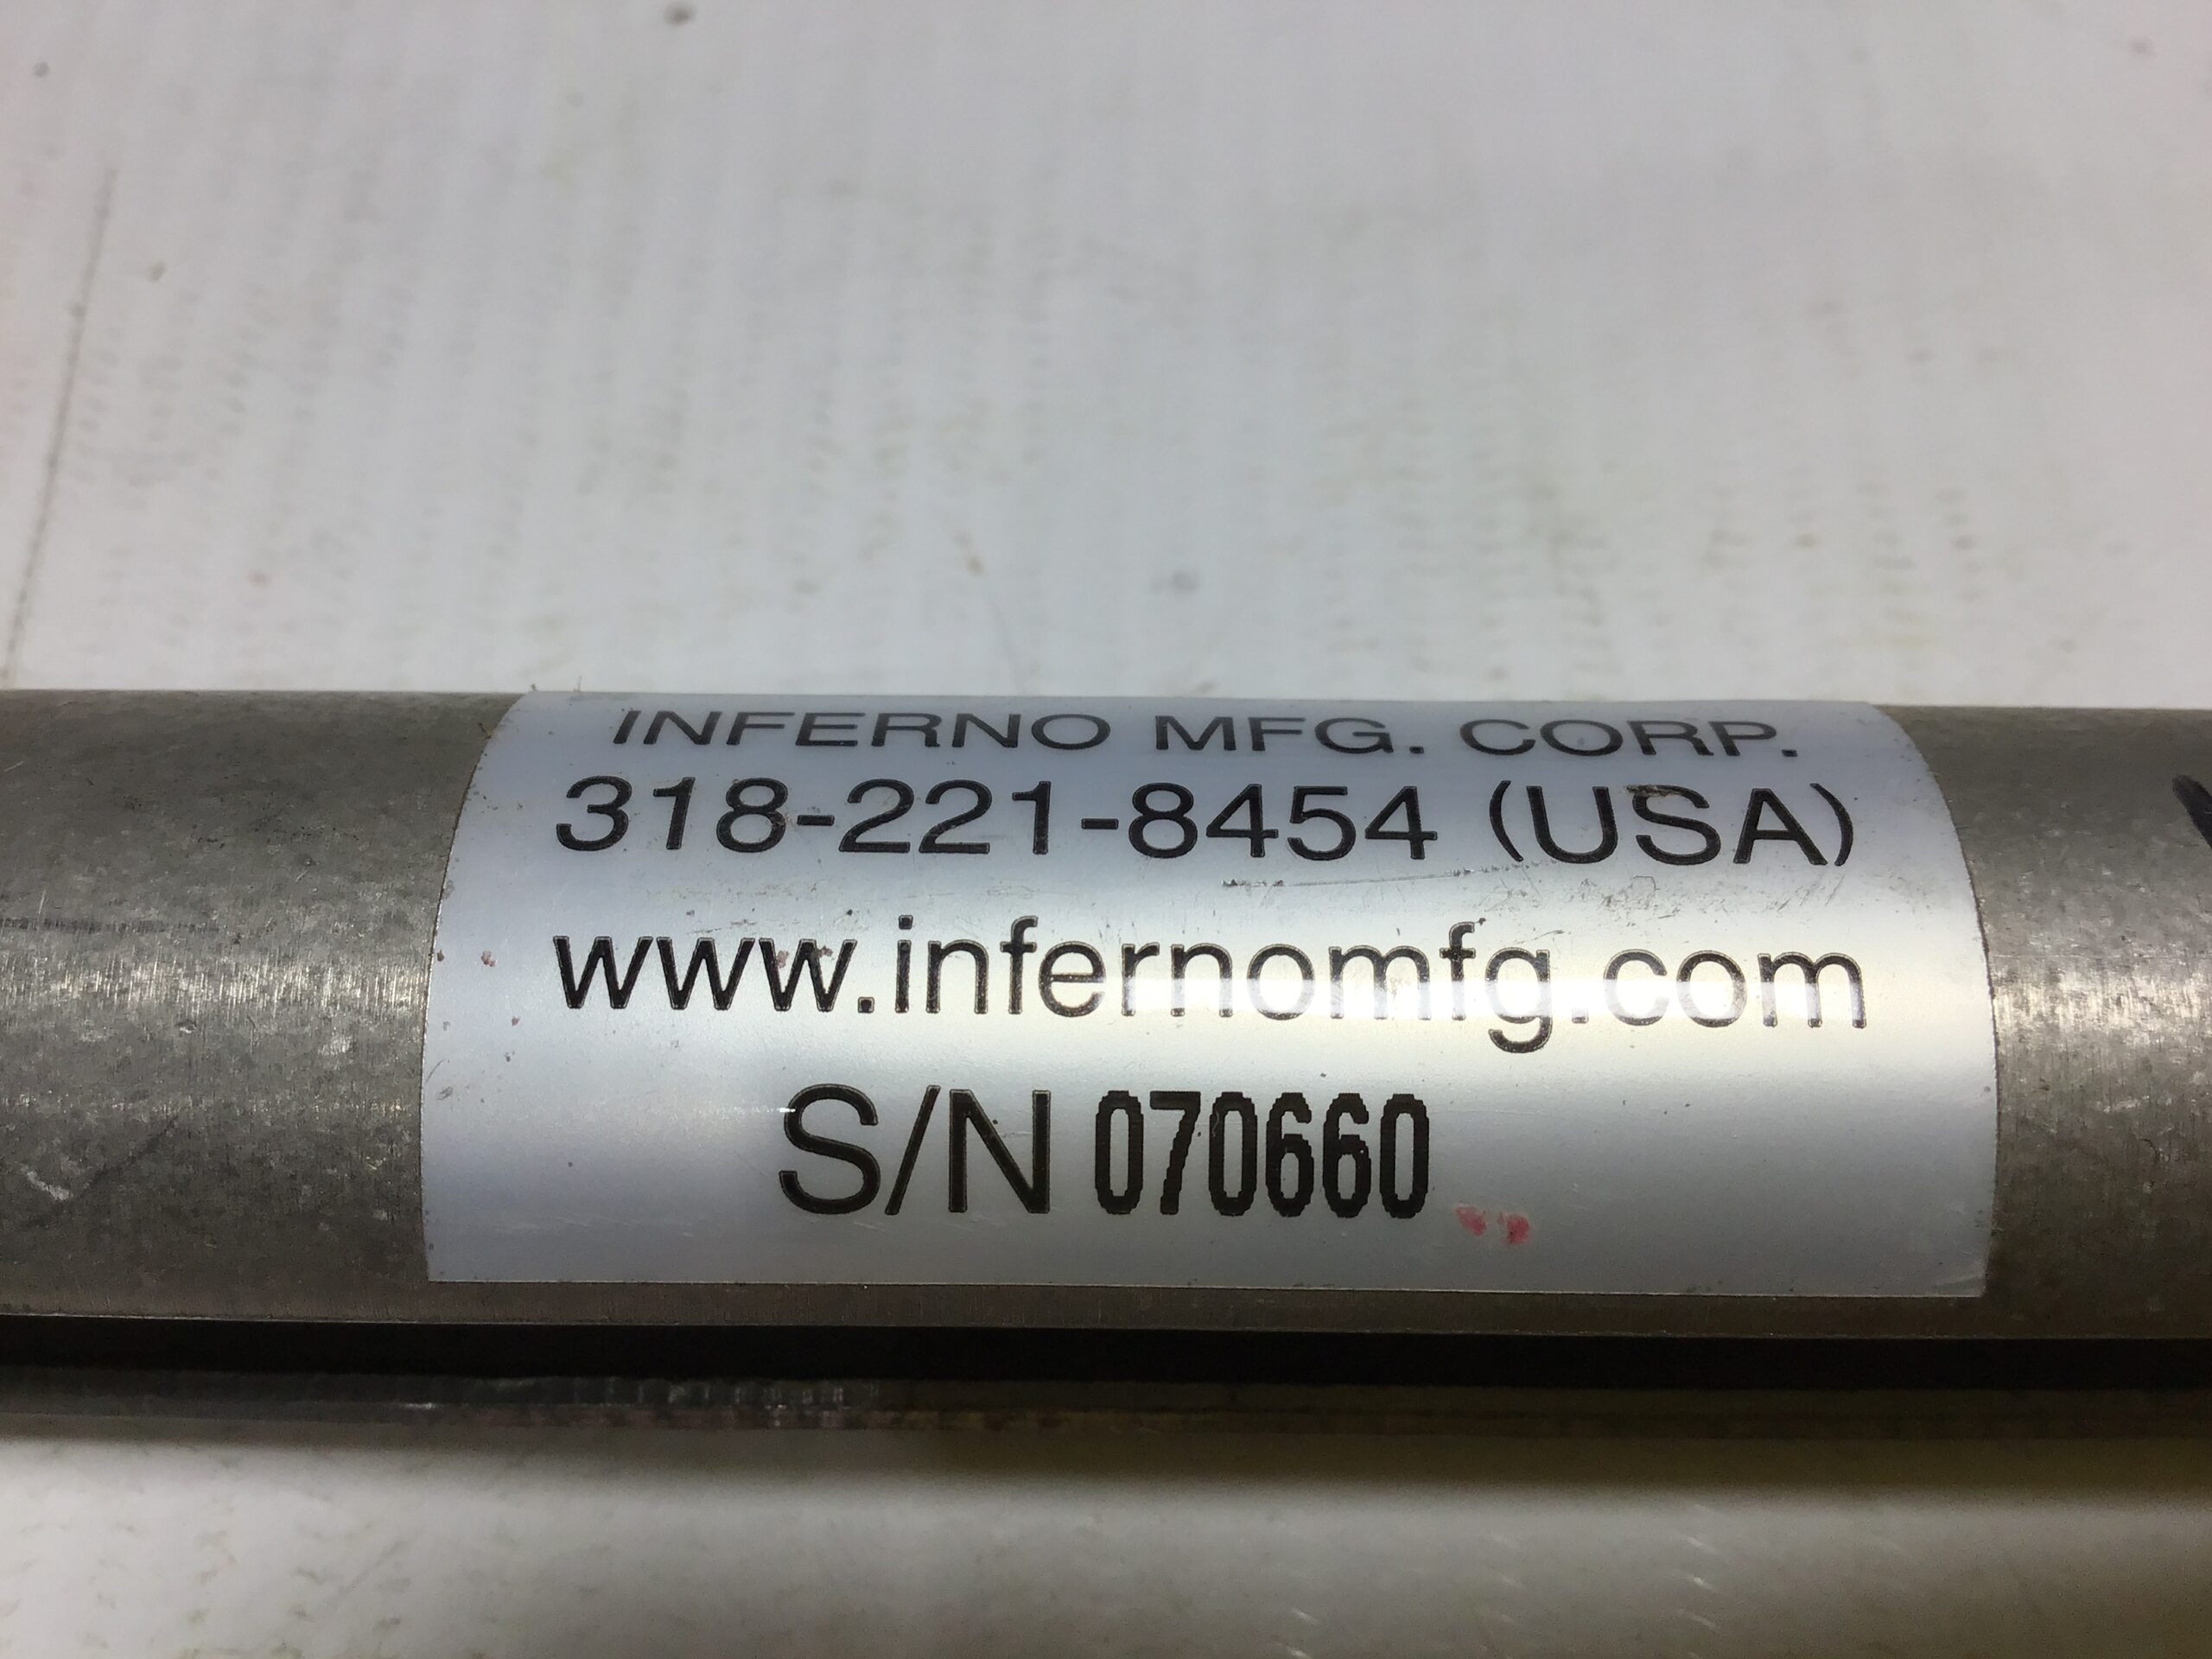 INFERNO MFG. CORP.
318-221-8454 (USA)
www.infernomfg.com
S/N 070660